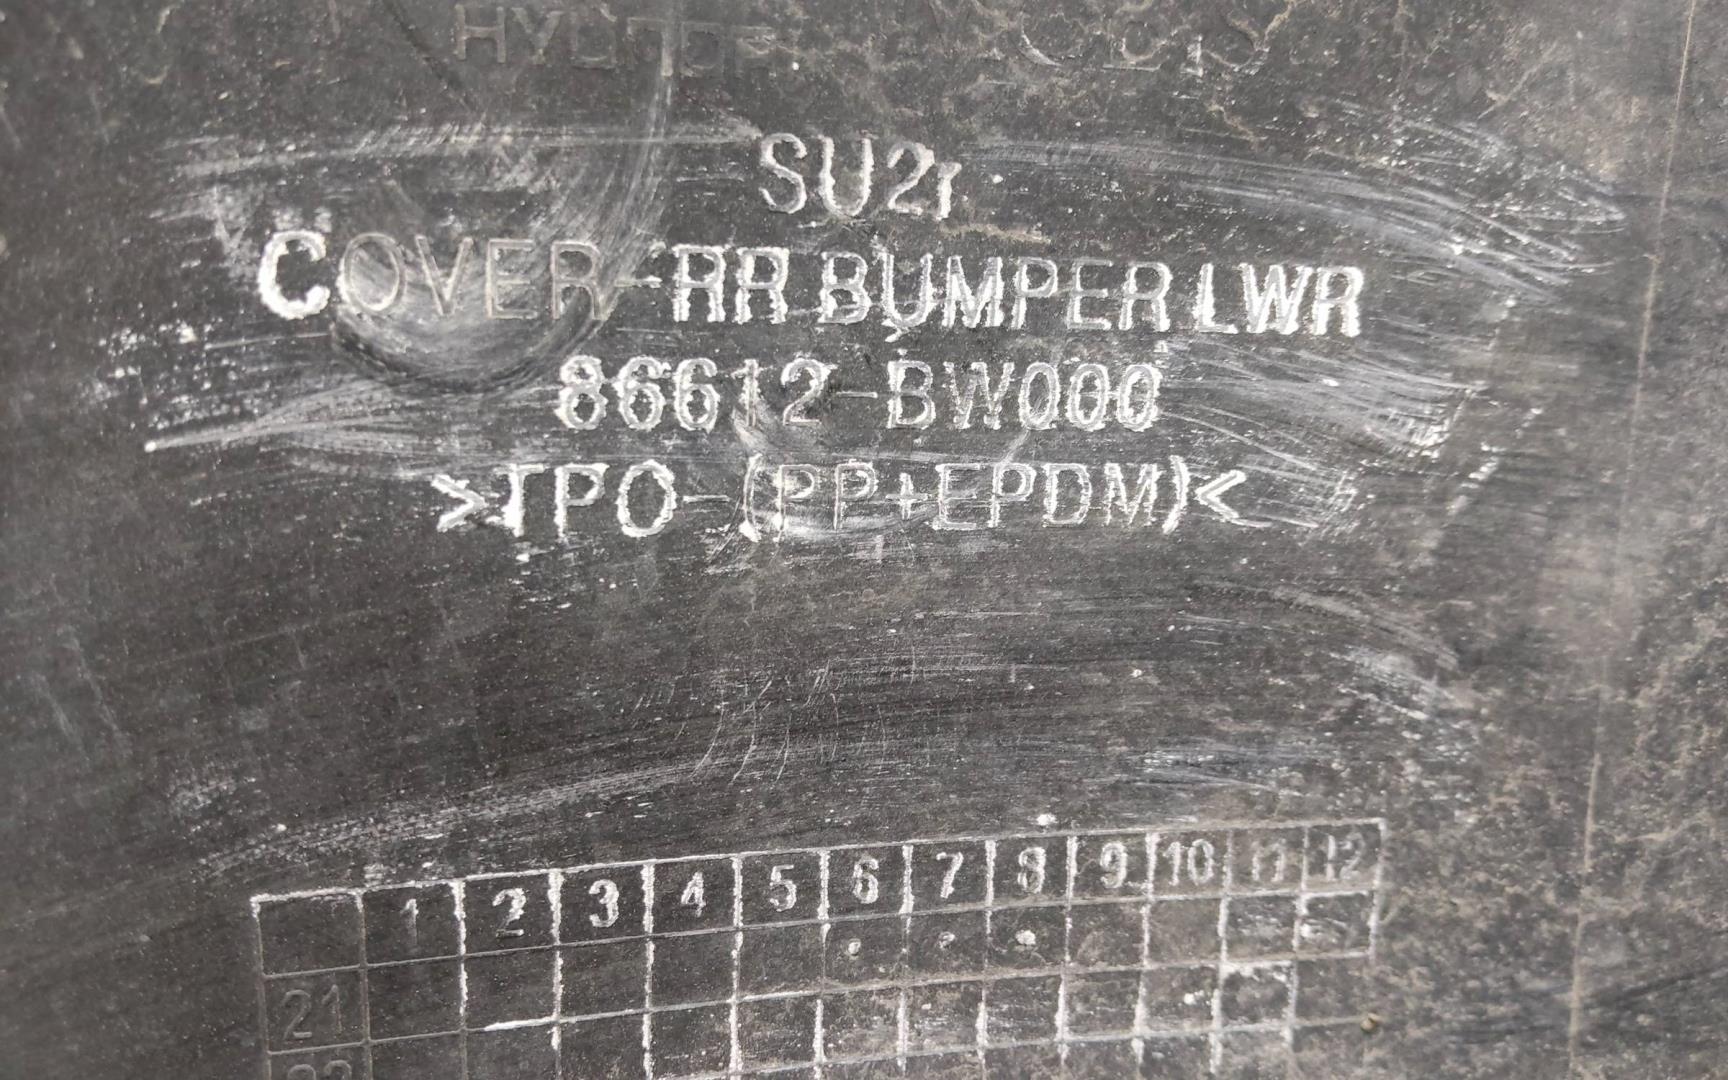 SU2r
COVER-RR BUMPER LWR
86612-BW000
>TPO-(PP+EPDM)<
1 2 3 4 5 6 7 8 9 10 11 12
21